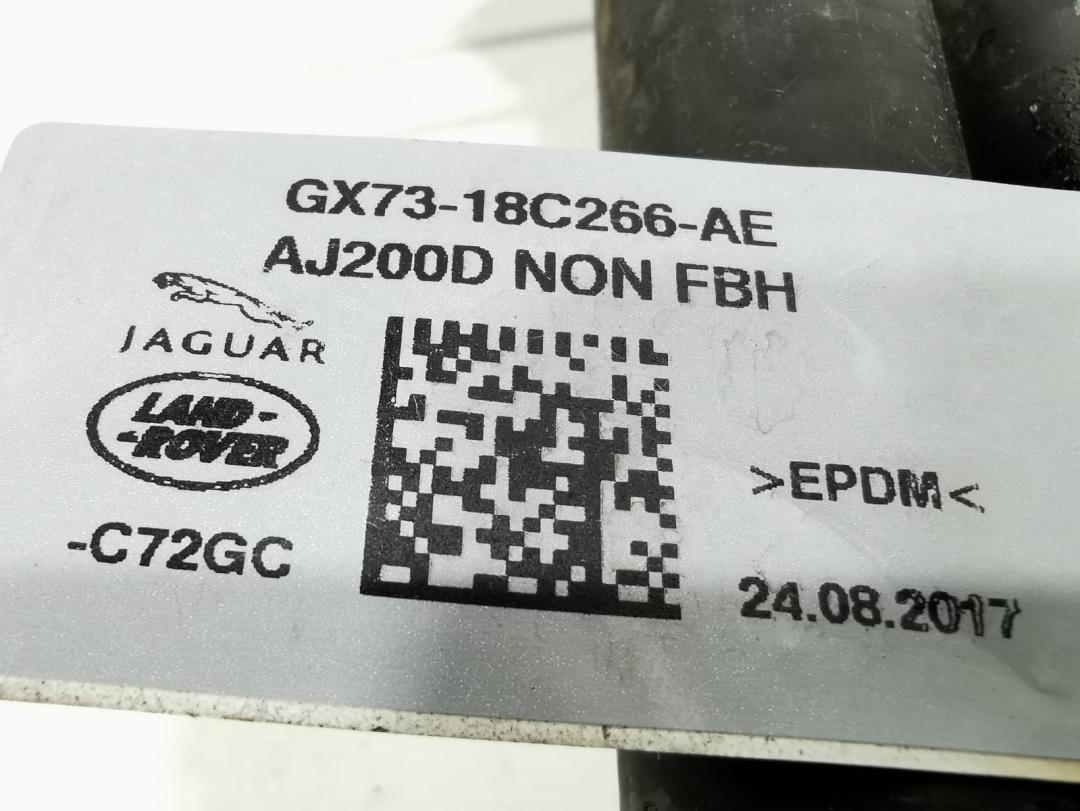 GX73-18C266-AE
AJ200D NON FBH
JAGUAR
LAND-
-ROVER
>EPDM<
-C72GC
24.08.2017